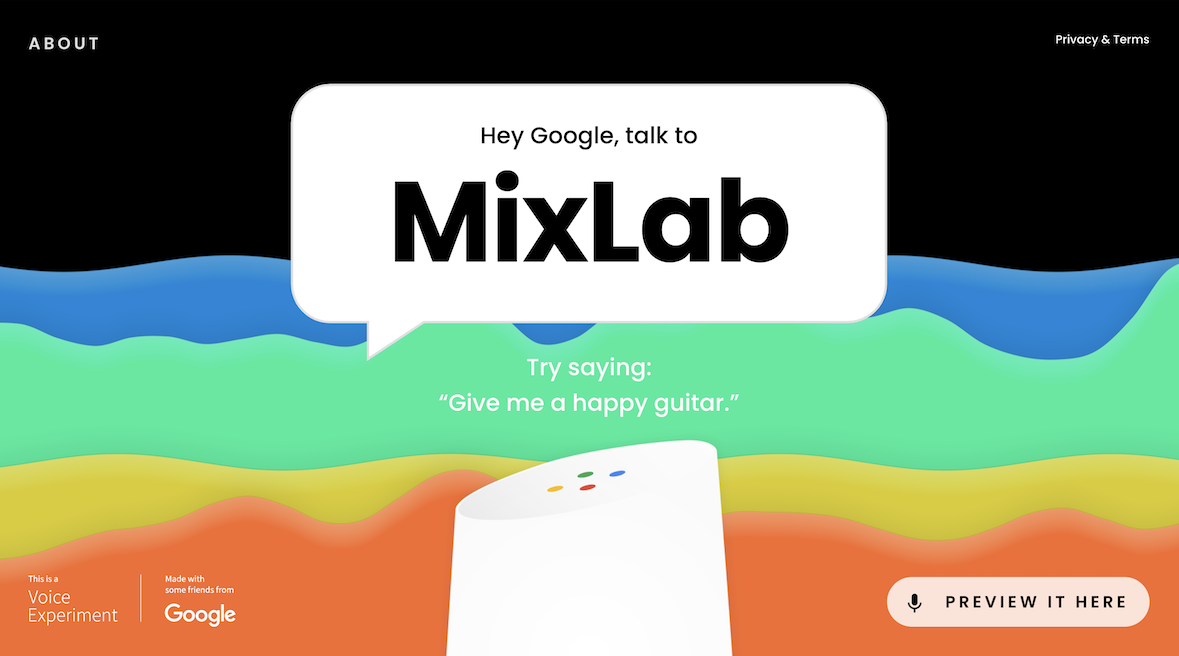 ABOUT
Privacy & Terms
Hey Google, talk to
MixLab
Try saying:
“Give me a happy guitar.”
This is a
Voice
Experiment
Made with
some friends from
Google
PREVIEW IT HERE